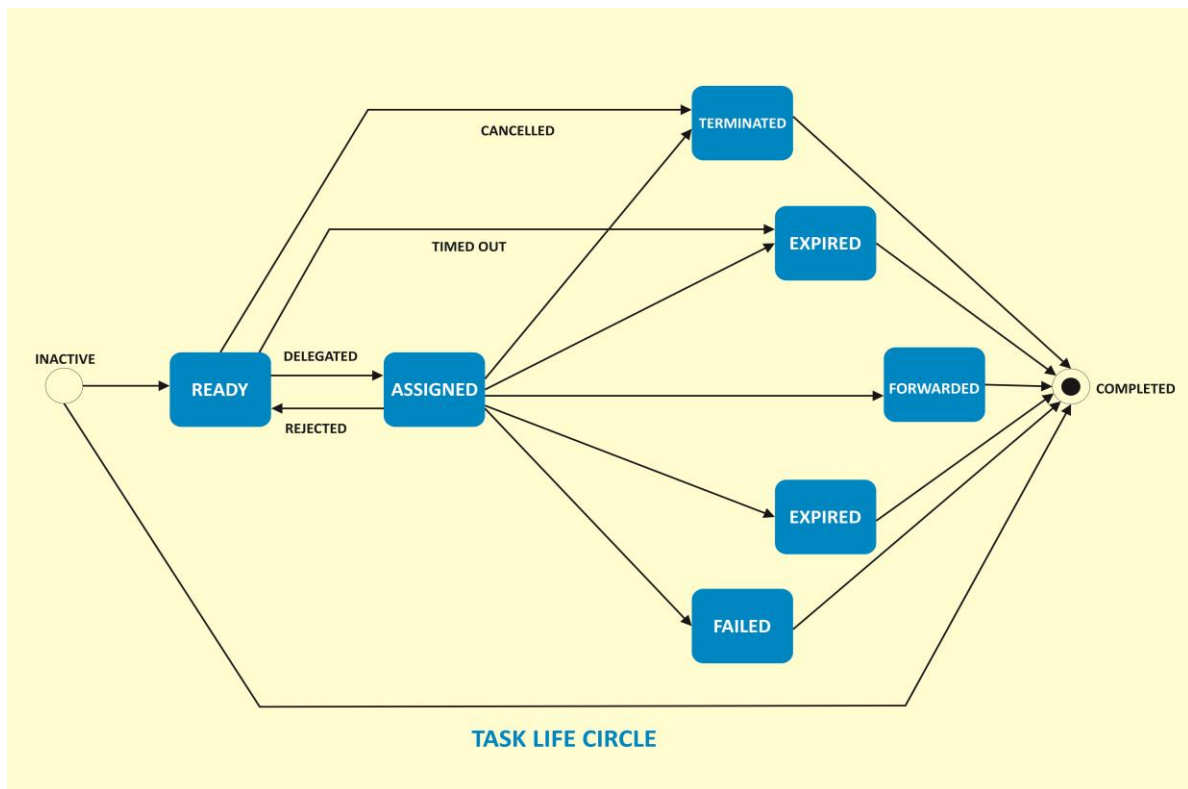 TERMINATED
CANCELLED
EXPIRED
TIMED OUT
INACTIVE
DELEGATED
READY
ASSIGNED
FORWARDED
COMPLETED
REJECTED
EXPIRED
FAILED
TASK LIFE CIRCLE